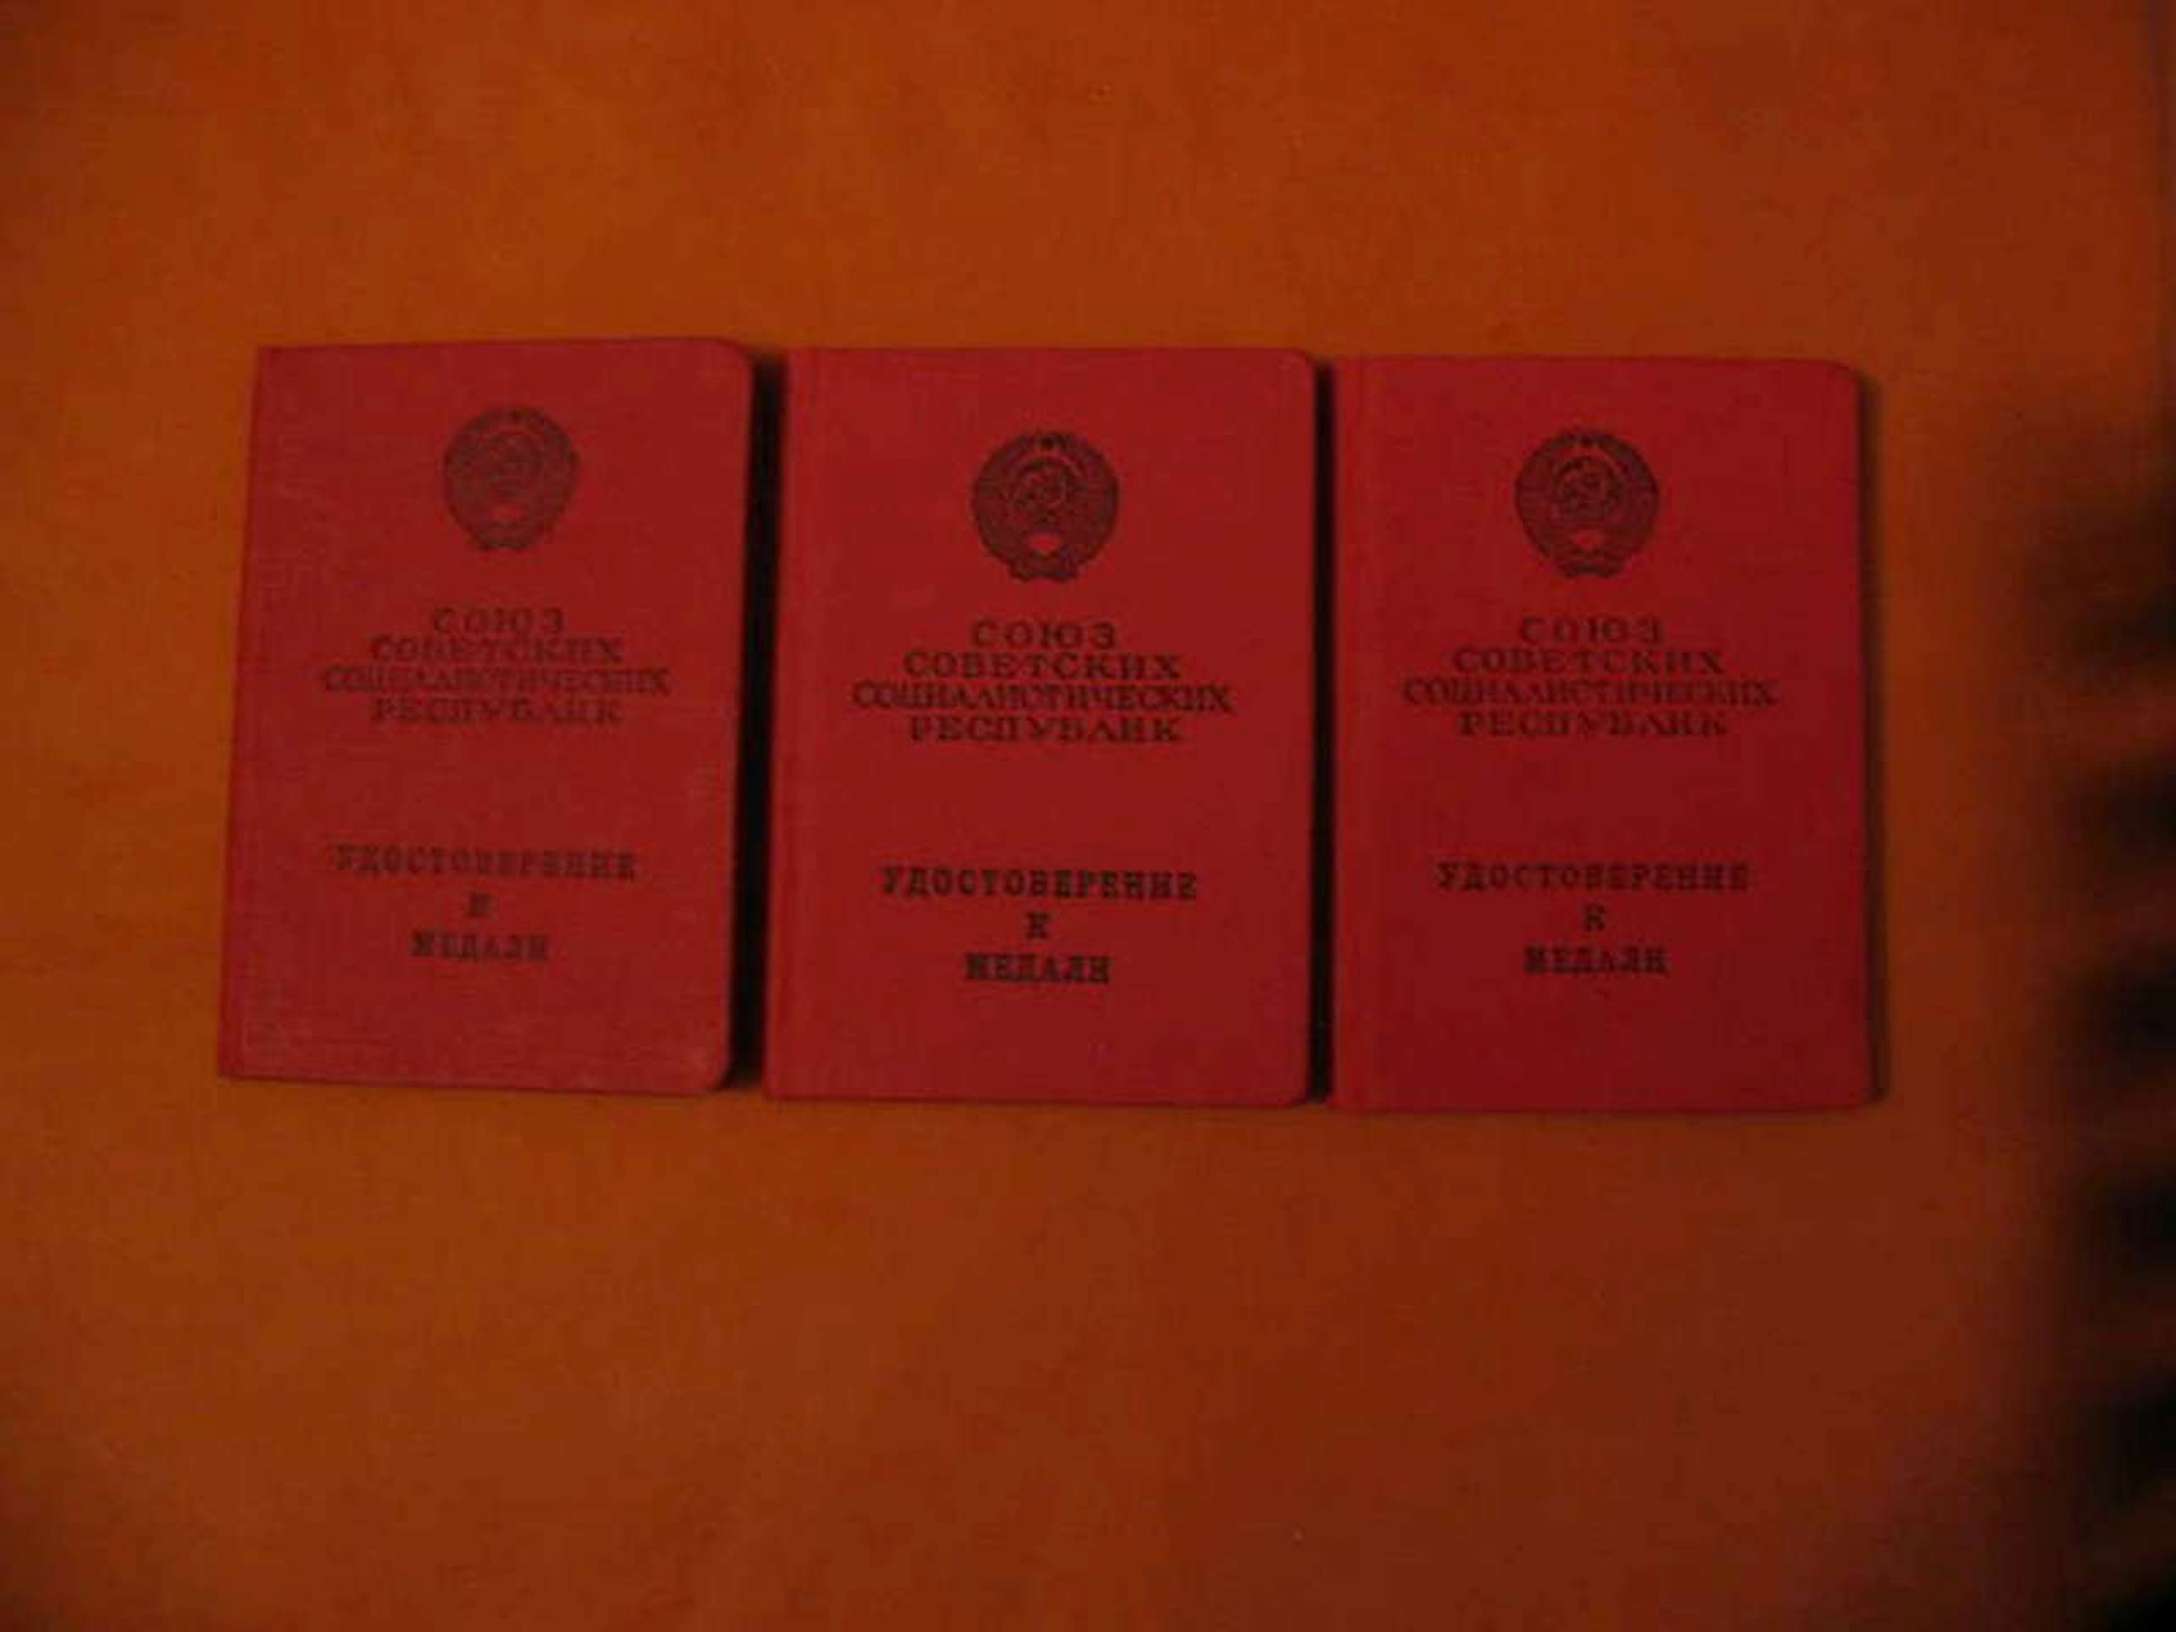 СОЮЗ
СОВЕТСКИХ
СОЦИАЛИСТИЧЕСКИХ
РЕСПУБЛИК
УДОСТОВЕРЕНИЕ
К
МЕДАЛИ
СОЮЗ
СОВЕТСКИХ
СОЦИАЛИСТИЧЕСКИХ
РЕСПУБЛИК
УДОСТОВЕРЕНИЕ
К
МЕДАЛИ
СОЮЗ
СОВЕТСКИХ
СОЦИАЛИСТИЧЕСКИХ
РЕСПУБЛИК
УДОСТОВЕРЕНИЕ
К
МЕДАЛИ